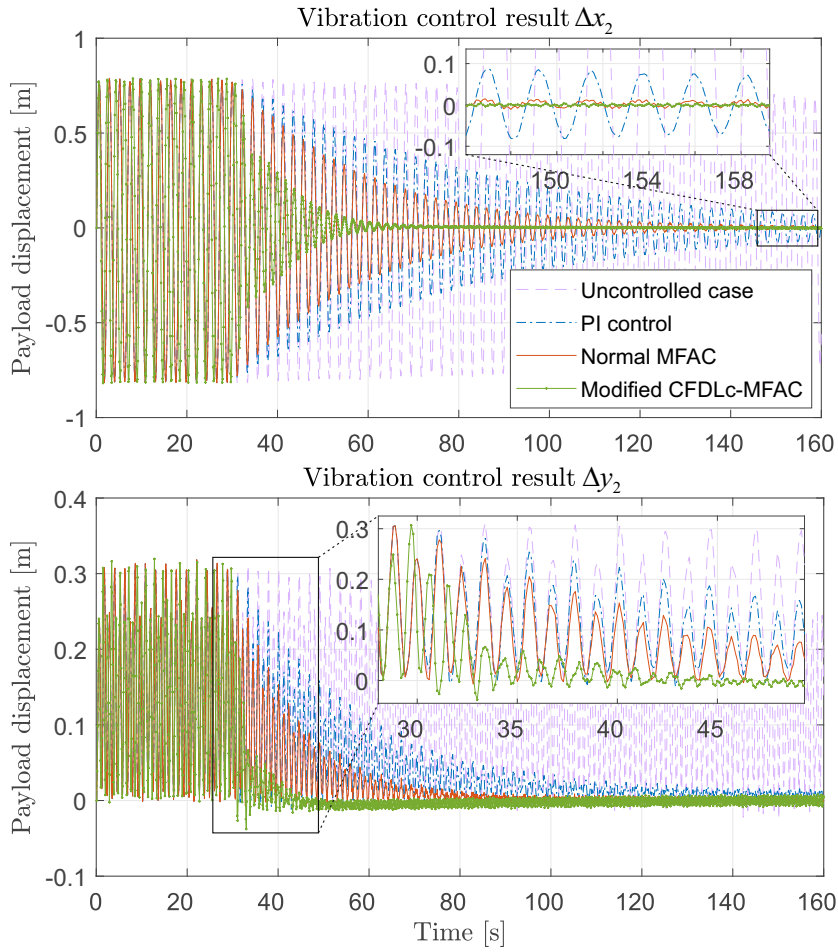 Vibration control result Δx₂
Payload displacement [m]
1
0.5
0
-0.5
-1
0.1
0
-0.1
150 154 158
Uncontrolled case
PI control
Normal MFAC
Modified CFDLc-MFAC
0 20 40 60 80 100 120 140 160
Vibration control result Δy₂
Payload displacement [m]
0.4
0.3
0.2
0.1
0
-0.1
0.3
0.2
0.1
0
30 35 40 45
0 20 40 60 80 100 120 140 160
Time [s]